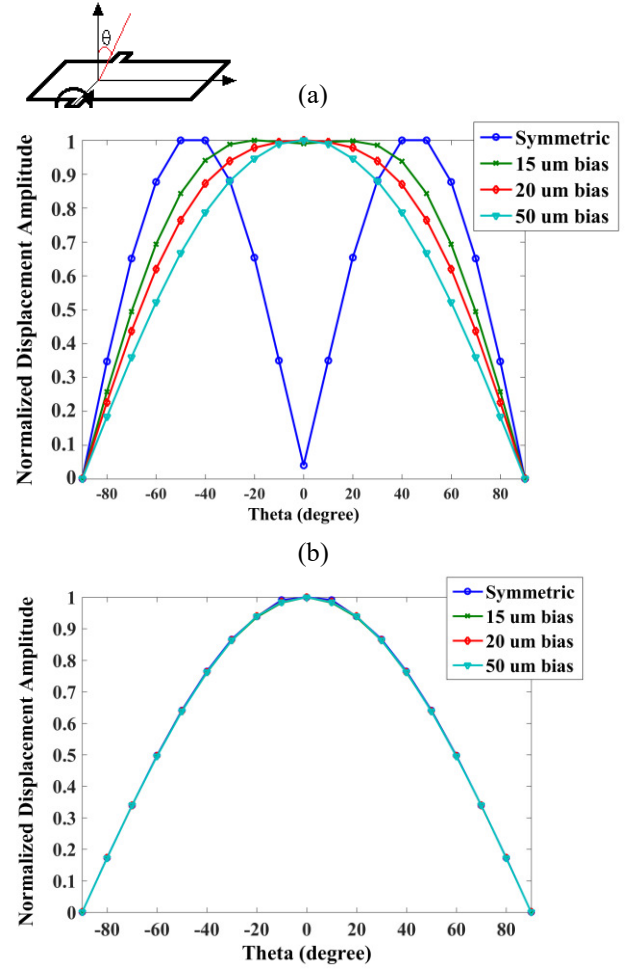 θ
(a)
Normalized Displacement Amplitude
1
0.9
0.8
0.7
0.6
0.5
0.4
0.3
0.2
0.1
0
-80 -60 -40 -20 0 20 40 60 80
Theta (degree)
Symmetric
15 um bias
20 um bias
50 um bias
(b)
Normalized Displacement Amplitude
1
0.9
0.8
0.7
0.6
0.5
0.4
0.3
0.2
0.1
0
-80 -60 -40 -20 0 20 40 60 80
Theta (degree)
Symmetric
15 um bias
20 um bias
50 um bias